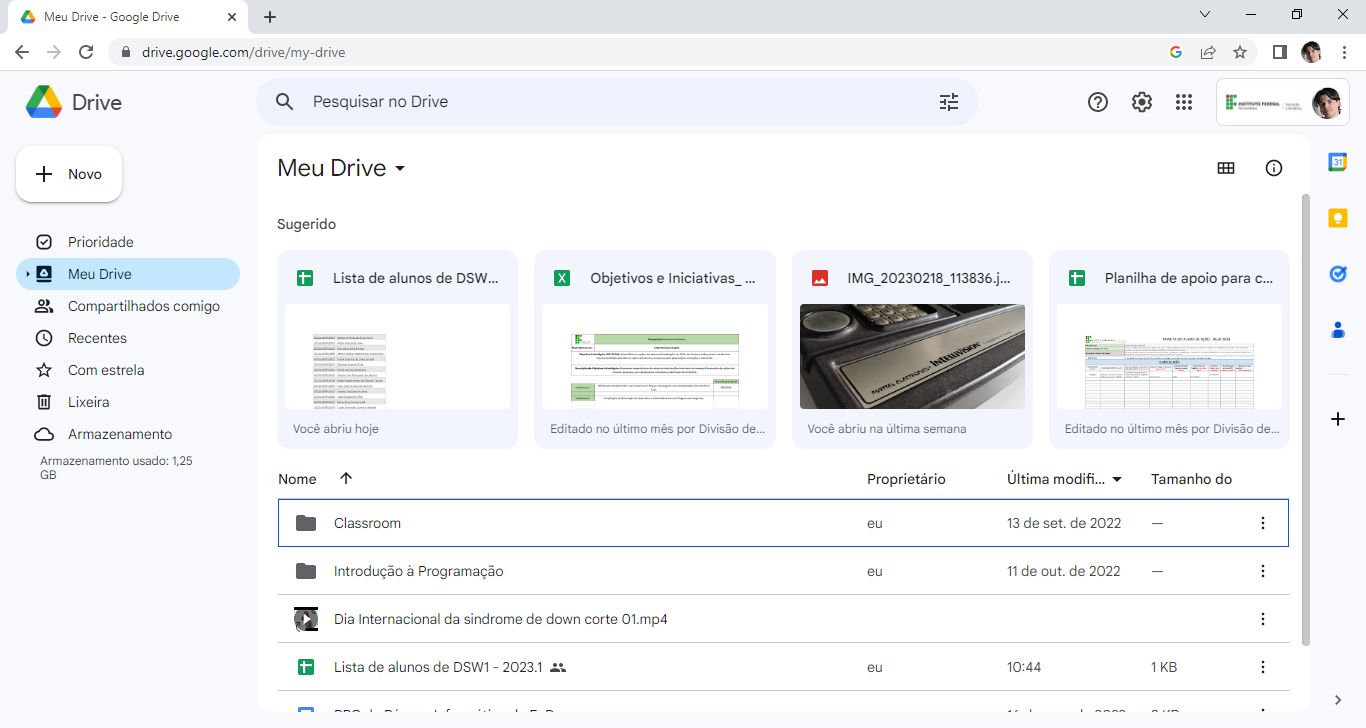 Meu Drive - Google Drive
drive.google.com/drive/my-drive
Drive
Pesquisar no Drive
INSTITUTO FEDERAL
Pernambuco
Novo
Meu Drive
31
Sugerido
Prioridade
Meu Drive
Compartilhados comigo
Recentes
Com estrela
Lixeira
Armazenamento
Armazenamento usado: 1,25
GB
Lista de alunos de DSW...
Você abriu hoje
Objetivos e Iniciativas_ ...
Editado no último mês por Divisão de...
IMG_20230218_113836.j...
MATTEL ELECTRONICS INTELLIVISION
Você abriu na última semana
Planilha de apoio para c...
Editado no último mês por Divisão de...
Nome Proprietário Última modifi... Tamanho do
Classroom eu 13 de set. de 2022 —
Introdução à Programação eu 11 de out. de 2022 —
Dia Internacional da sindrome de down corte 01.mp4
Lista de alunos de DSW1 - 2023.1 eu 10:44 1 KB